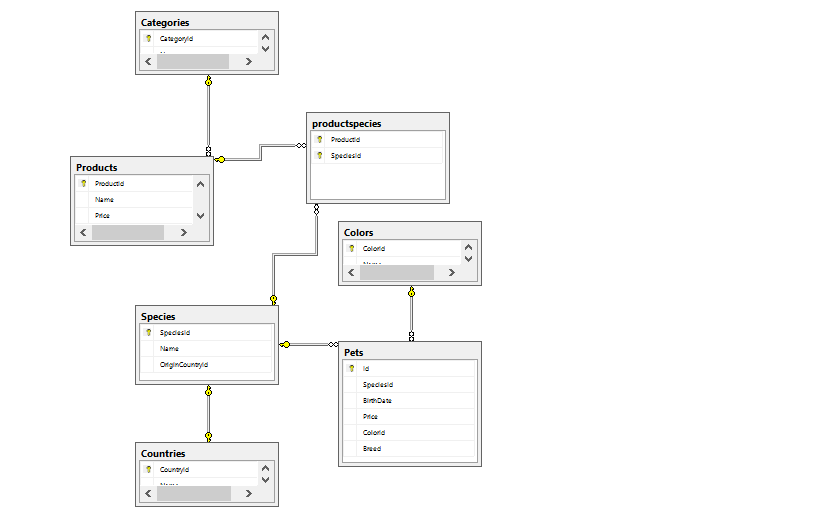 Categories
CategoryId
productspecies
ProductId
SpeciesId
Products
ProductId
Name
Price
Colors
ColorId
Name
Species
SpeciesId
Name
OriginCountryId
Pets
Id
SpeciesId
BirthDate
Price
ColorId
Breed
Countries
CountryId
Name